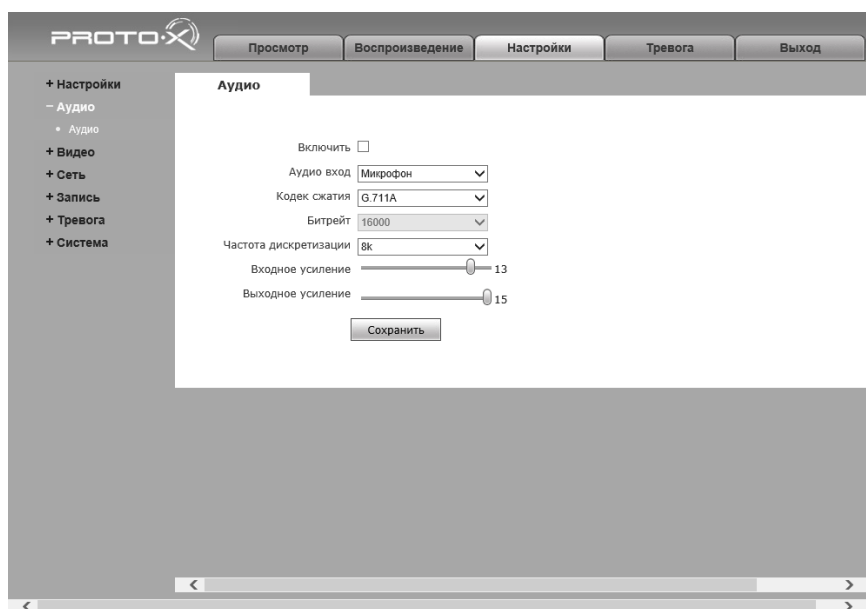 PROTO-X
Просмотр Воспроизведение Настройки Тревога Выход
+ Настройки
− Аудио
• Аудио
+ Видео
+ Сеть
+ Запись
+ Тревога
+ Система
Аудио
Включить
Аудио вход Микрофон
Кодек сжатия G.711A
Битрейт 16000
Частота дискретизации 8k
Входное усиление 13
Выходное усиление 15
Сохранить